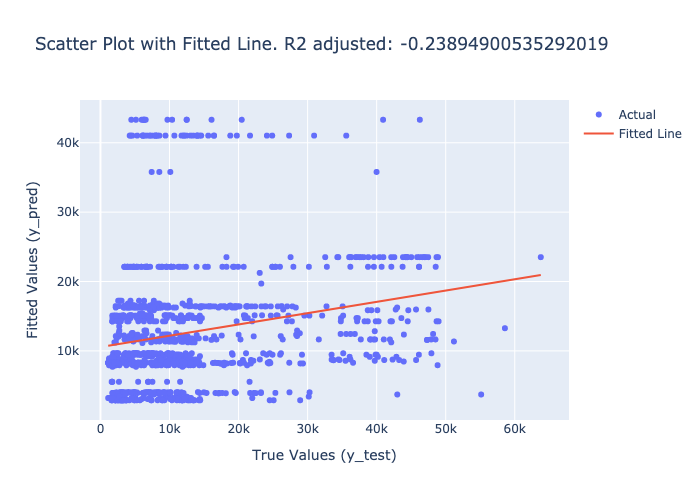 Scatter Plot with Fitted Line. R2 adjusted: -0.23894900535292019
Actual
Fitted Line
40k
30k
20k
10k
Fitted Values (y_pred)
0
10k
20k
30k
40k
50k
60k
True Values (y_test)